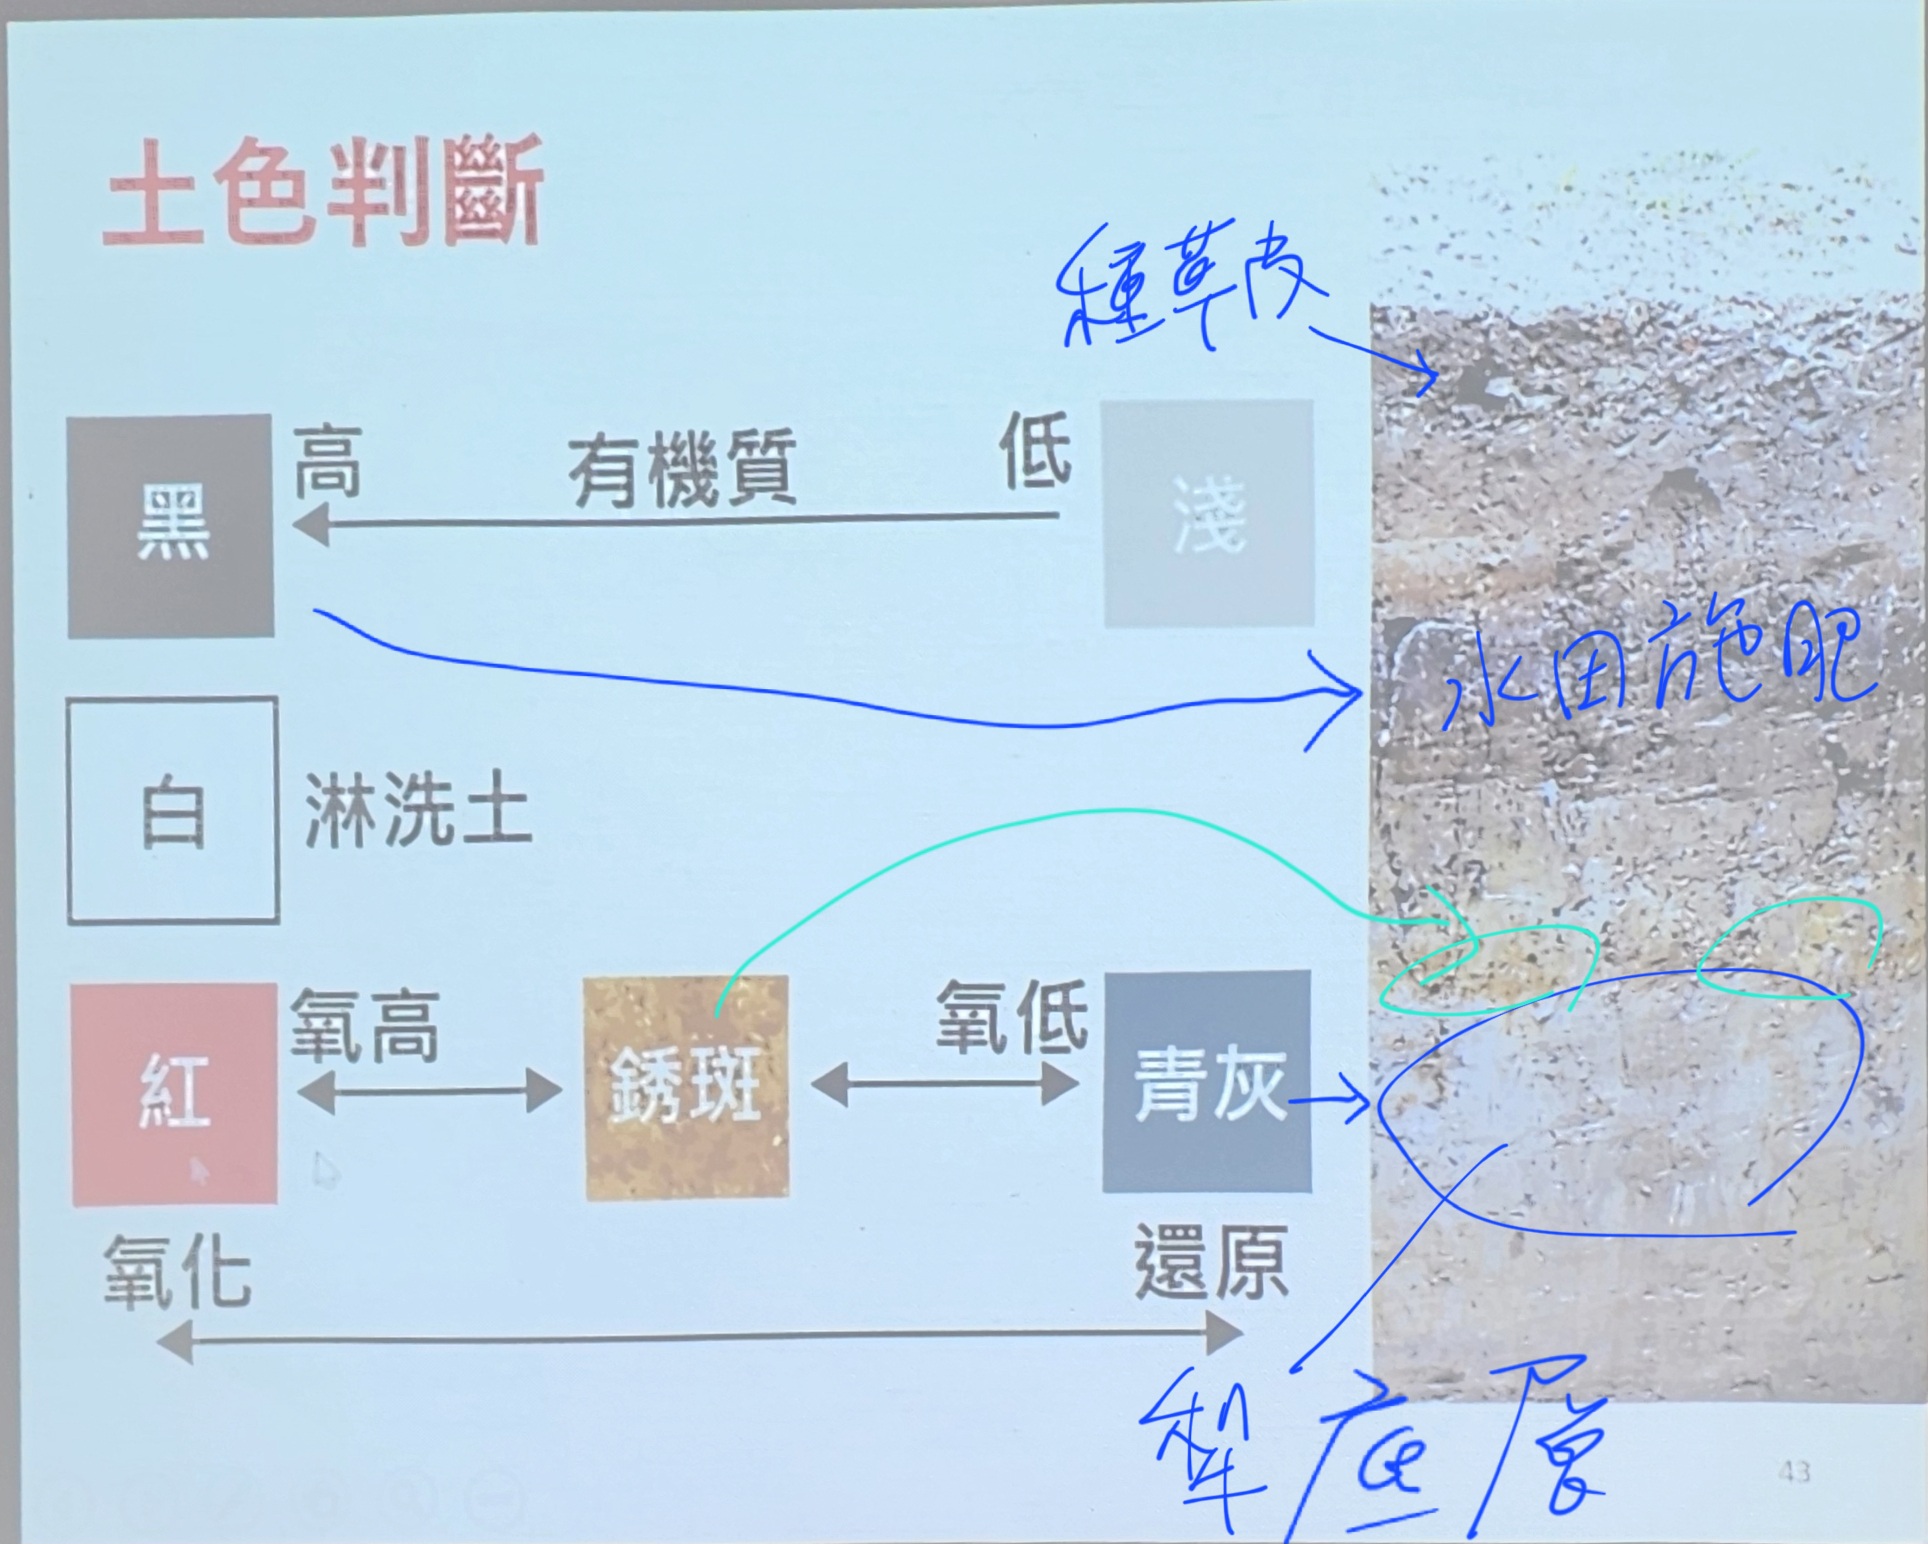 土色判斷
種草皮
黑
高
有機質
低
淺
水田施肥
白
淋洗土
紅
氧高
銹斑
氧低
青灰
氧化
還原
犁底層
43